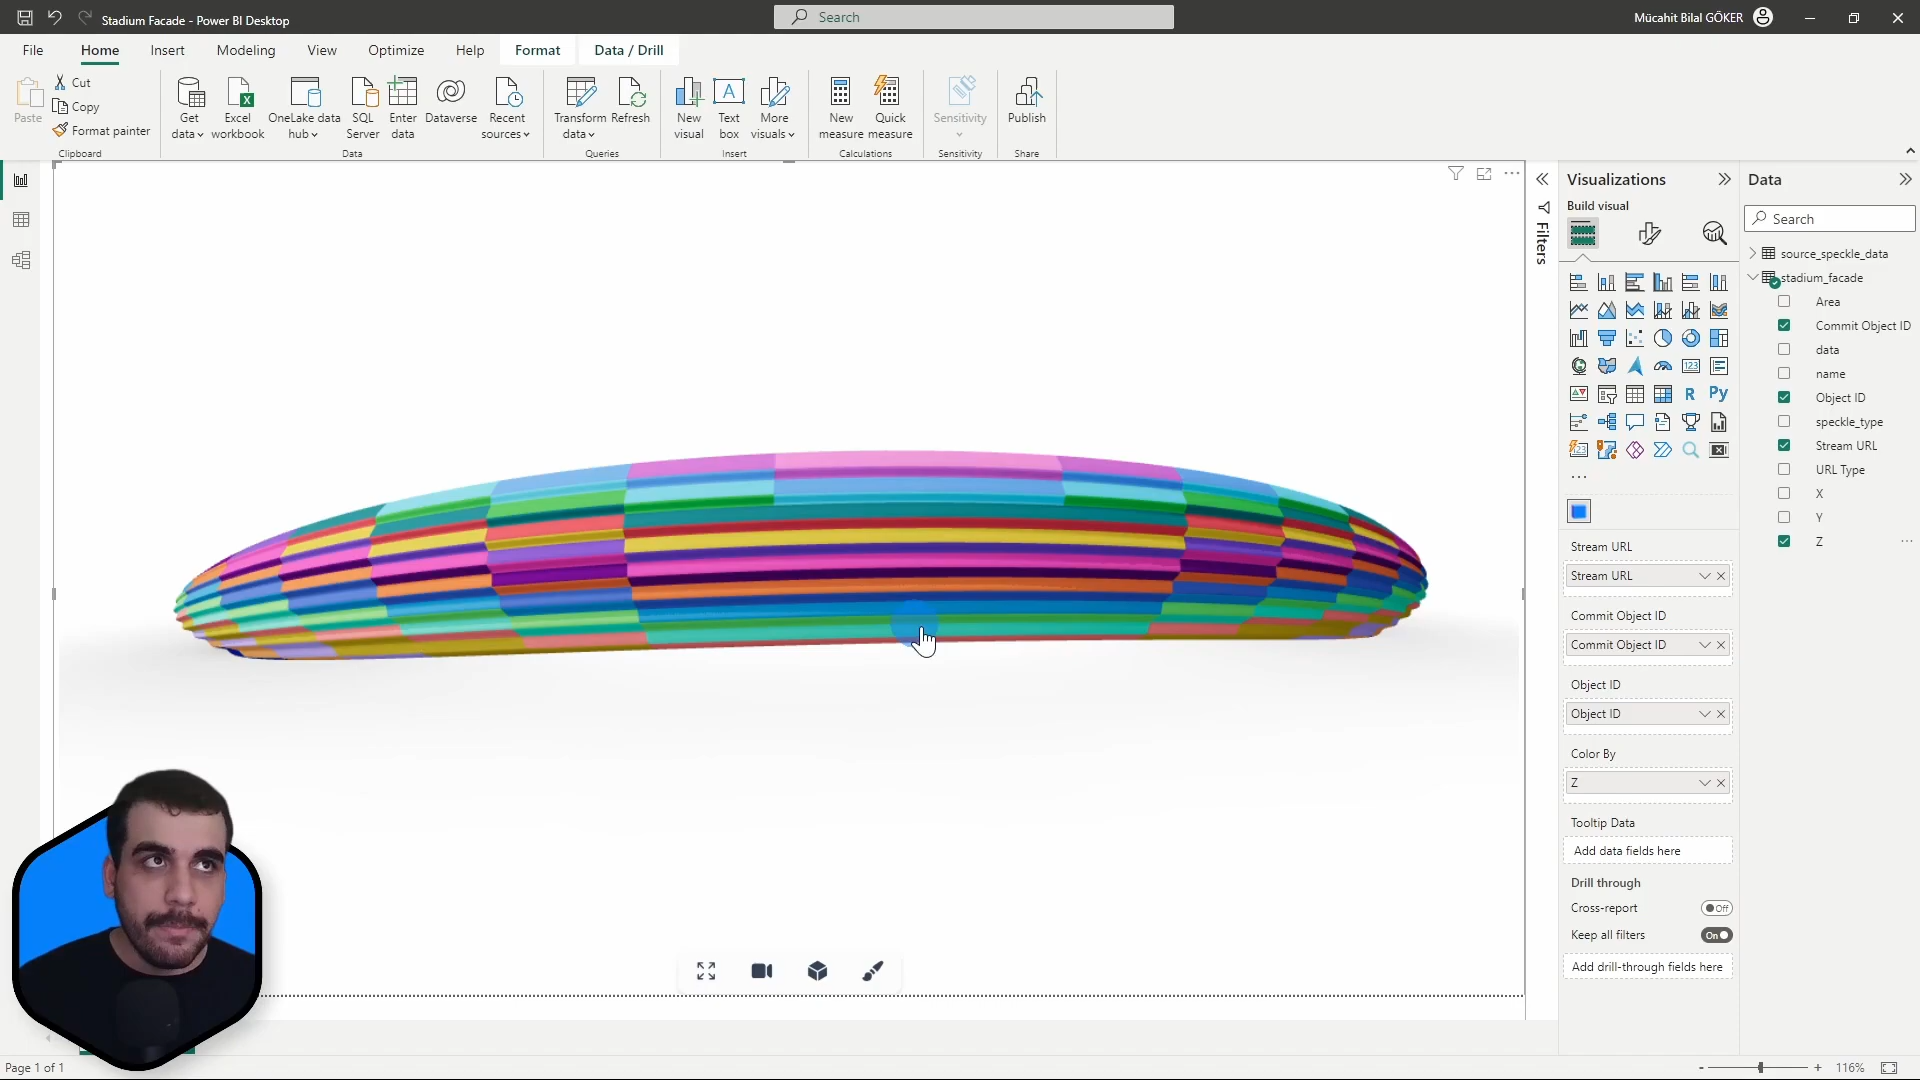 Stadium Facade - Power BI Desktop
Search
Mücahit Bilal GÖKER
File
Home
Insert
Modeling
View
Optimize
Help
Format
Data / Drill
Paste
Cut
Copy
Format painter
Clipboard
Get
data
Excel
workbook
OneLake data
hub
SQL
Server
Enter
data
Dataverse
Recent
sources
Data
Transform
data
Refresh
Queries
New
visual
Text
box
More
visuals
Insert
New
measure
Quick
measure
Calculations
Sensitivity
Sensitivity
Publish
Share
Filters
Visualizations
Build visual
R
Py
123
...
Stream URL
Stream URL
Commit Object ID
Commit Object ID
Object ID
Object ID
Color By
Z
Tooltip Data
Add data fields here
Drill through
Cross-report
Off
Keep all filters
On
Add drill-through fields here
Data
Search
source_speckle_data
stadium_facade
Area
Commit Object ID
data
name
Object ID
speckle_type
Stream URL
URL Type
X
Y
Z
Page 1 of 1
116%